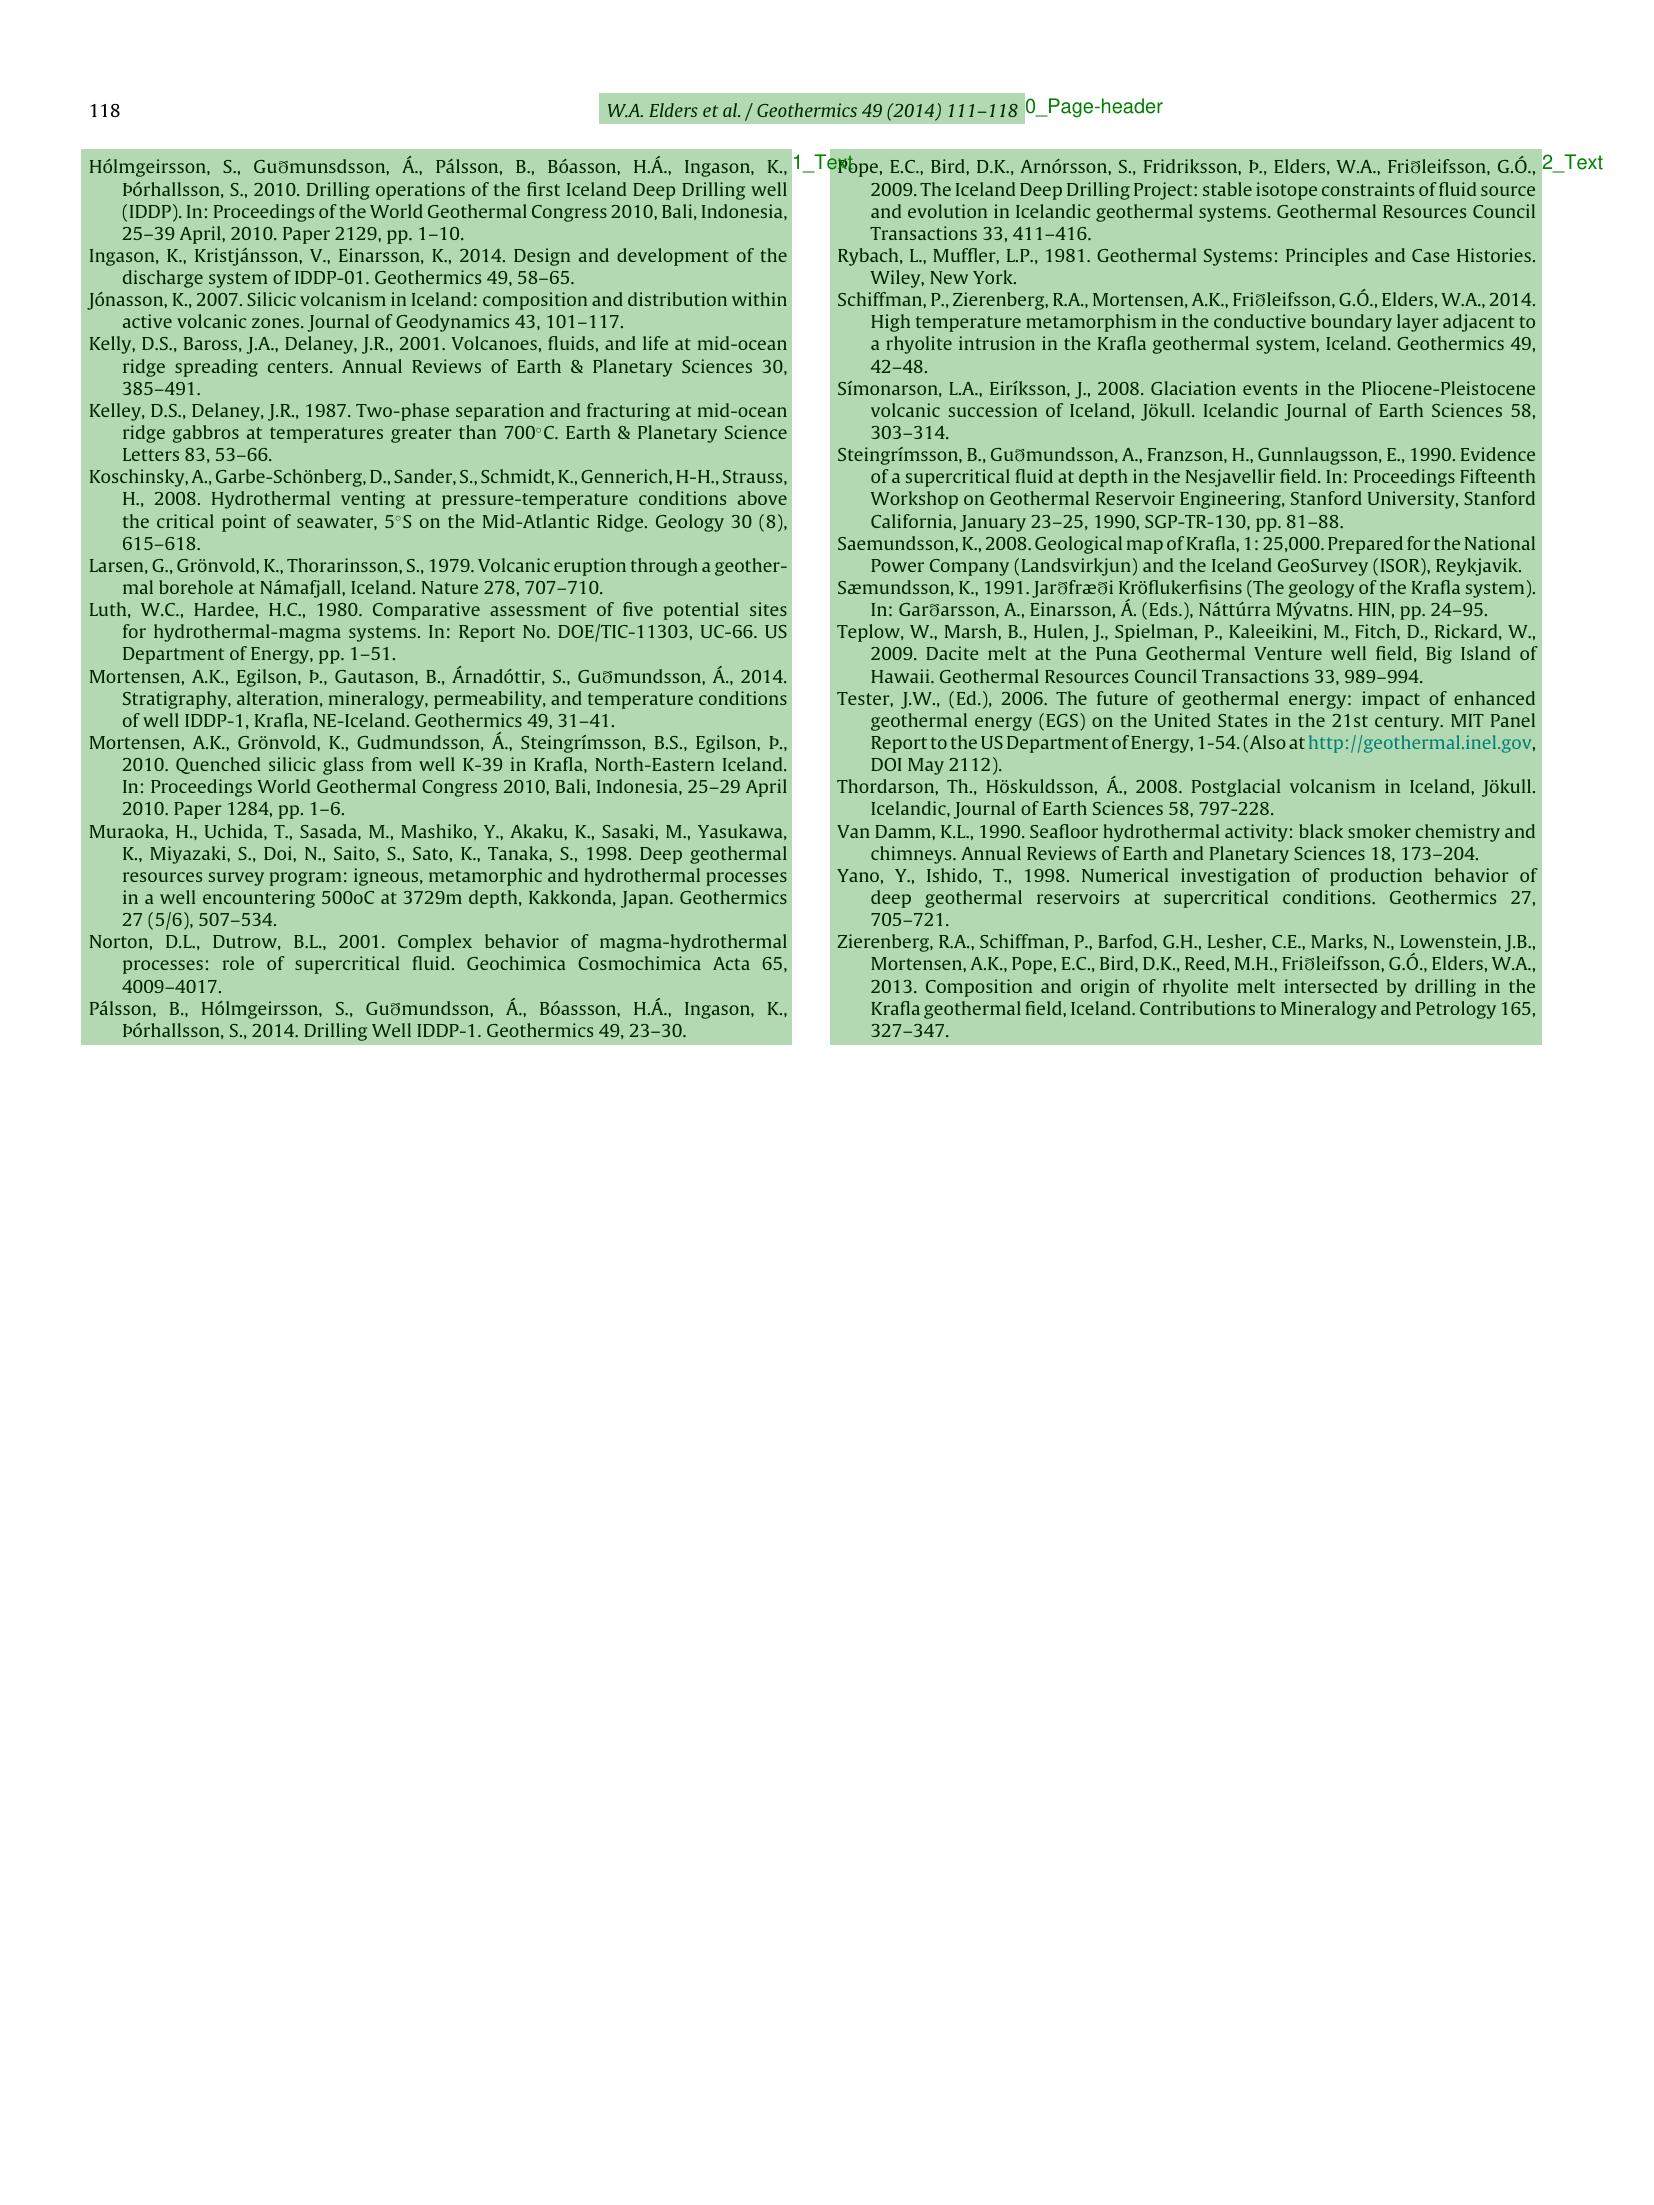 118
W.A. Elders et al. / Geothermics 49 (2014) 111–118
0_Page-header
Hólmgeirsson, S., Guðmunsdsson, Á., Pálsson, B., Bóasson, H.Á., Ingason, K.,
Þórhallsson, S., 2010. Drilling operations of the first Iceland Deep Drilling well
(IDDP). In: Proceedings of the World Geothermal Congress 2010, Bali, Indonesia,
25–39 April, 2010. Paper 2129, pp. 1–10.
Ingason, K., Kristjánsson, V., Einarsson, K., 2014. Design and development of the
discharge system of IDDP-01. Geothermics 49, 58–65.
Jónasson, K., 2007. Silicic volcanism in Iceland: composition and distribution within
active volcanic zones. Journal of Geodynamics 43, 101–117.
Kelly, D.S., Baross, J.A., Delaney, J.R., 2001. Volcanoes, fluids, and life at mid-ocean
ridge spreading centers. Annual Reviews of Earth & Planetary Sciences 30,
385–491.
Kelley, D.S., Delaney, J.R., 1987. Two-phase separation and fracturing at mid-ocean
ridge gabbros at temperatures greater than 700◦C. Earth & Planetary Science
Letters 83, 53–66.
Koschinsky, A., Garbe-Schönberg, D., Sander, S., Schmidt, K., Gennerich, H-H., Strauss,
H., 2008. Hydrothermal venting at pressure-temperature conditions above
the critical point of seawater, 5◦S on the Mid-Atlantic Ridge. Geology 30 (8),
615–618.
Larsen, G., Grönvold, K., Thorarinsson, S., 1979. Volcanic eruption through a geother-
mal borehole at Námafjall, Iceland. Nature 278, 707–710.
Luth, W.C., Hardee, H.C., 1980. Comparative assessment of five potential sites
for hydrothermal-magma systems. In: Report No. DOE/TIC-11303, UC-66. US
Department of Energy, pp. 1–51.
Mortensen, A.K., Egilson, Þ., Gautason, B., Árnadóttir, S., Guðmundsson, Á., 2014.
Stratigraphy, alteration, mineralogy, permeability, and temperature conditions
of well IDDP-1, Krafla, NE-Iceland. Geothermics 49, 31–41.
Mortensen, A.K., Grönvold, K., Gudmundsson, Á., Steingrímsson, B.S., Egilson, Þ.,
2010. Quenched silicic glass from well K-39 in Krafla, North-Eastern Iceland.
In: Proceedings World Geothermal Congress 2010, Bali, Indonesia, 25–29 April
2010. Paper 1284, pp. 1–6.
Muraoka, H., Uchida, T., Sasada, M., Mashiko, Y., Akaku, K., Sasaki, M., Yasukawa,
K., Miyazaki, S., Doi, N., Saito, S., Sato, K., Tanaka, S., 1998. Deep geothermal
resources survey program: igneous, metamorphic and hydrothermal processes
in a well encountering 500oC at 3729m depth, Kakkonda, Japan. Geothermics
27 (5/6), 507–534.
Norton, D.L., Dutrow, B.L., 2001. Complex behavior of magma-hydrothermal
processes: role of supercritical fluid. Geochimica Cosmochimica Acta 65,
4009–4017.
Pálsson, B., Hólmgeirsson, S., Guðmundsson, Á., Bóassson, H.Á., Ingason, K.,
Þórhallsson, S., 2014. Drilling Well IDDP-1. Geothermics 49, 23–30.
1_Text
Pope, E.C., Bird, D.K., Arnórsson, S., Fridriksson, Þ., Elders, W.A., Friðleifsson, G.Ó.,
2009. The Iceland Deep Drilling Project: stable isotope constraints of fluid source
and evolution in Icelandic geothermal systems. Geothermal Resources Council
Transactions 33, 411–416.
Rybach, L., Muffler, L.P., 1981. Geothermal Systems: Principles and Case Histories.
Wiley, New York.
Schiffman, P., Zierenberg, R.A., Mortensen, A.K., Friðleifsson, G.Ó., Elders, W.A., 2014.
High temperature metamorphism in the conductive boundary layer adjacent to
a rhyolite intrusion in the Krafla geothermal system, Iceland. Geothermics 49,
42–48.
Símonarson, L.A., Eiríksson, J., 2008. Glaciation events in the Pliocene-Pleistocene
volcanic succession of Iceland, Jökull. Icelandic Journal of Earth Sciences 58,
303–314.
Steingrímsson, B., Guðmundsson, A., Franzson, H., Gunnlaugsson, E., 1990. Evidence
of a supercritical fluid at depth in the Nesjavellir field. In: Proceedings Fifteenth
Workshop on Geothermal Reservoir Engineering, Stanford University, Stanford
California, January 23–25, 1990, SGP-TR-130, pp. 81–88.
Saemundsson, K., 2008. Geological map of Krafla, 1: 25,000. Prepared for the National
Power Company (Landsvirkjun) and the Iceland GeoSurvey (ISOR), Reykjavik.
Sæmundsson, K., 1991. Jarðfræði Kröflukerfisins (The geology of the Krafla system).
In: Garðarsson, A., Einarsson, Á. (Eds.), Náttúrra Mývatns. HIN, pp. 24–95.
Teplow, W., Marsh, B., Hulen, J., Spielman, P., Kaleeikini, M., Fitch, D., Rickard, W.,
2009. Dacite melt at the Puna Geothermal Venture well field, Big Island of
Hawaii. Geothermal Resources Council Transactions 33, 989–994.
Tester, J.W., (Ed.), 2006. The future of geothermal energy: impact of enhanced
geothermal energy (EGS) on the United States in the 21st century. MIT Panel
Report to the US Department of Energy, 1-54. (Also at http://geothermal.inel.gov,
DOI May 2112).
Thordarson, Th., Höskuldsson, Á., 2008. Postglacial volcanism in Iceland, Jökull.
Icelandic, Journal of Earth Sciences 58, 797-228.
Van Damm, K.L., 1990. Seafloor hydrothermal activity: black smoker chemistry and
chimneys. Annual Reviews of Earth and Planetary Sciences 18, 173–204.
Yano, Y., Ishido, T., 1998. Numerical investigation of production behavior of
deep geothermal reservoirs at supercritical conditions. Geothermics 27,
705–721.
Zierenberg, R.A., Schiffman, P., Barfod, G.H., Lesher, C.E., Marks, N., Lowenstein, J.B.,
Mortensen, A.K., Pope, E.C., Bird, D.K., Reed, M.H., Friðleifsson, G.Ó., Elders, W.A.,
2013. Composition and origin of rhyolite melt intersected by drilling in the
Krafla geothermal field, Iceland. Contributions to Mineralogy and Petrology 165,
327–347.
2_Text